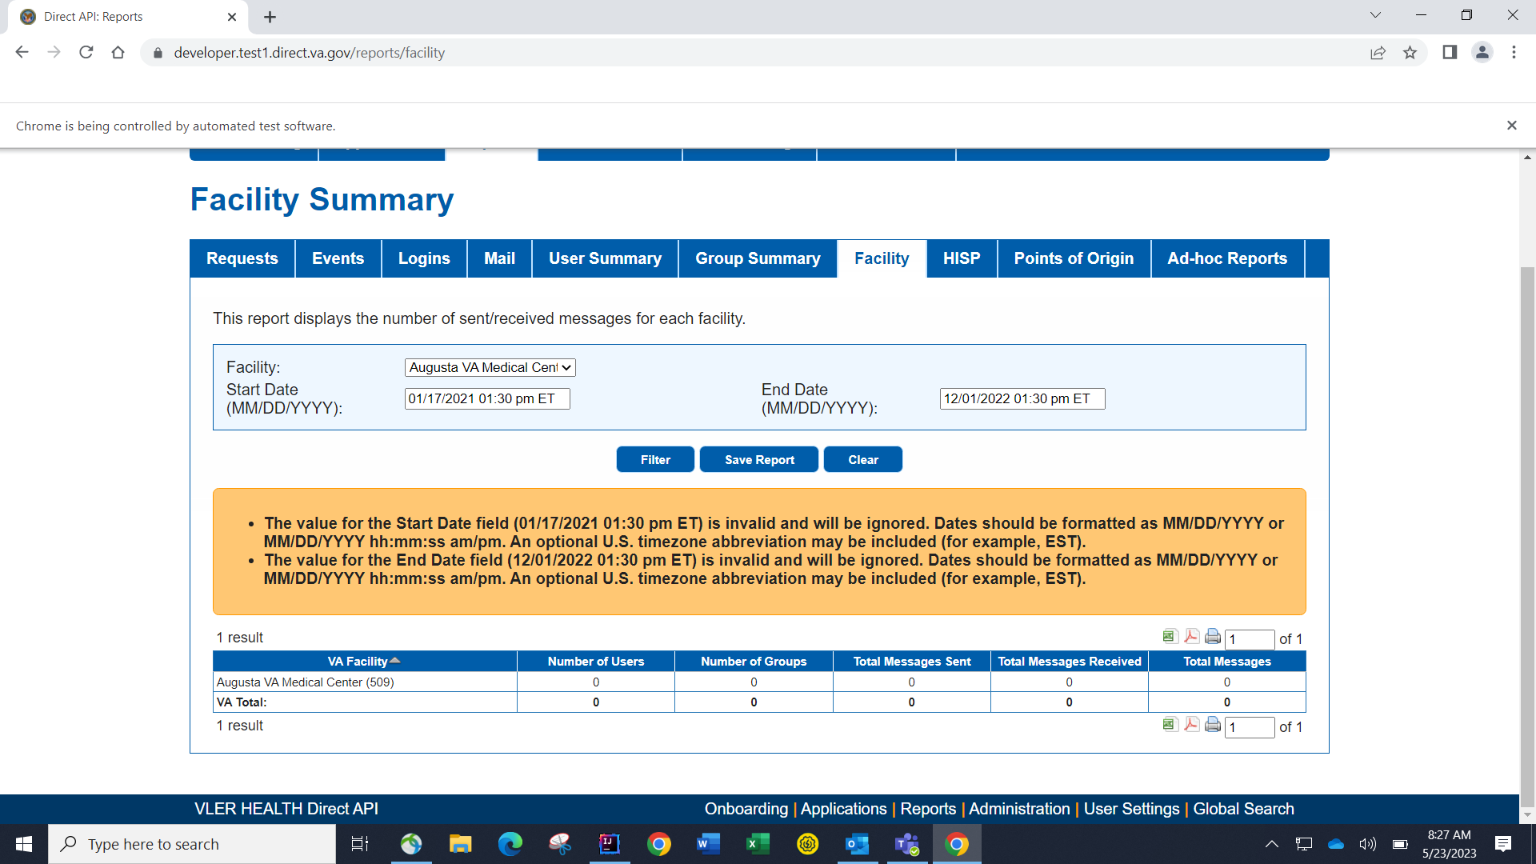 Direct API: Reports
developer.test1.direct.va.gov/reports/facility
Chrome is being controlled by automated test software.
Facility Summary
Requests Events Logins Mail User Summary Group Summary Facility HISP Points of Origin Ad-hoc Reports
This report displays the number of sent/received messages for each facility.
Facility: Augusta VA Medical Cent
Start Date (MM/DD/YYYY): 01/17/2021 01:30 pm ET End Date (MM/DD/YYYY): 12/01/2022 01:30 pm ET
Filter Save Report Clear
• The value for the Start Date field (01/17/2021 01:30 pm ET) is invalid and will be ignored. Dates should be formatted as MM/DD/YYYY or
MM/DD/YYYY hh:mm:ss am/pm. An optional U.S. timezone abbreviation may be included (for example, EST).
• The value for the End Date field (12/01/2022 01:30 pm ET) is invalid and will be ignored. Dates should be formatted as MM/DD/YYYY or
MM/DD/YYYY hh:mm:ss am/pm. An optional U.S. timezone abbreviation may be included (for example, EST).
1 result 1 of 1
VA Facility Number of Users Number of Groups Total Messages Sent Total Messages Received Total Messages
Augusta VA Medical Center (509) 0 0 0 0 0
VA Total: 0 0 0 0 0
1 result 1 of 1
VLER HEALTH Direct API Onboarding | Applications | Reports | Administration | User Settings | Global Search
Type here to search
8:27 AM
5/23/2023